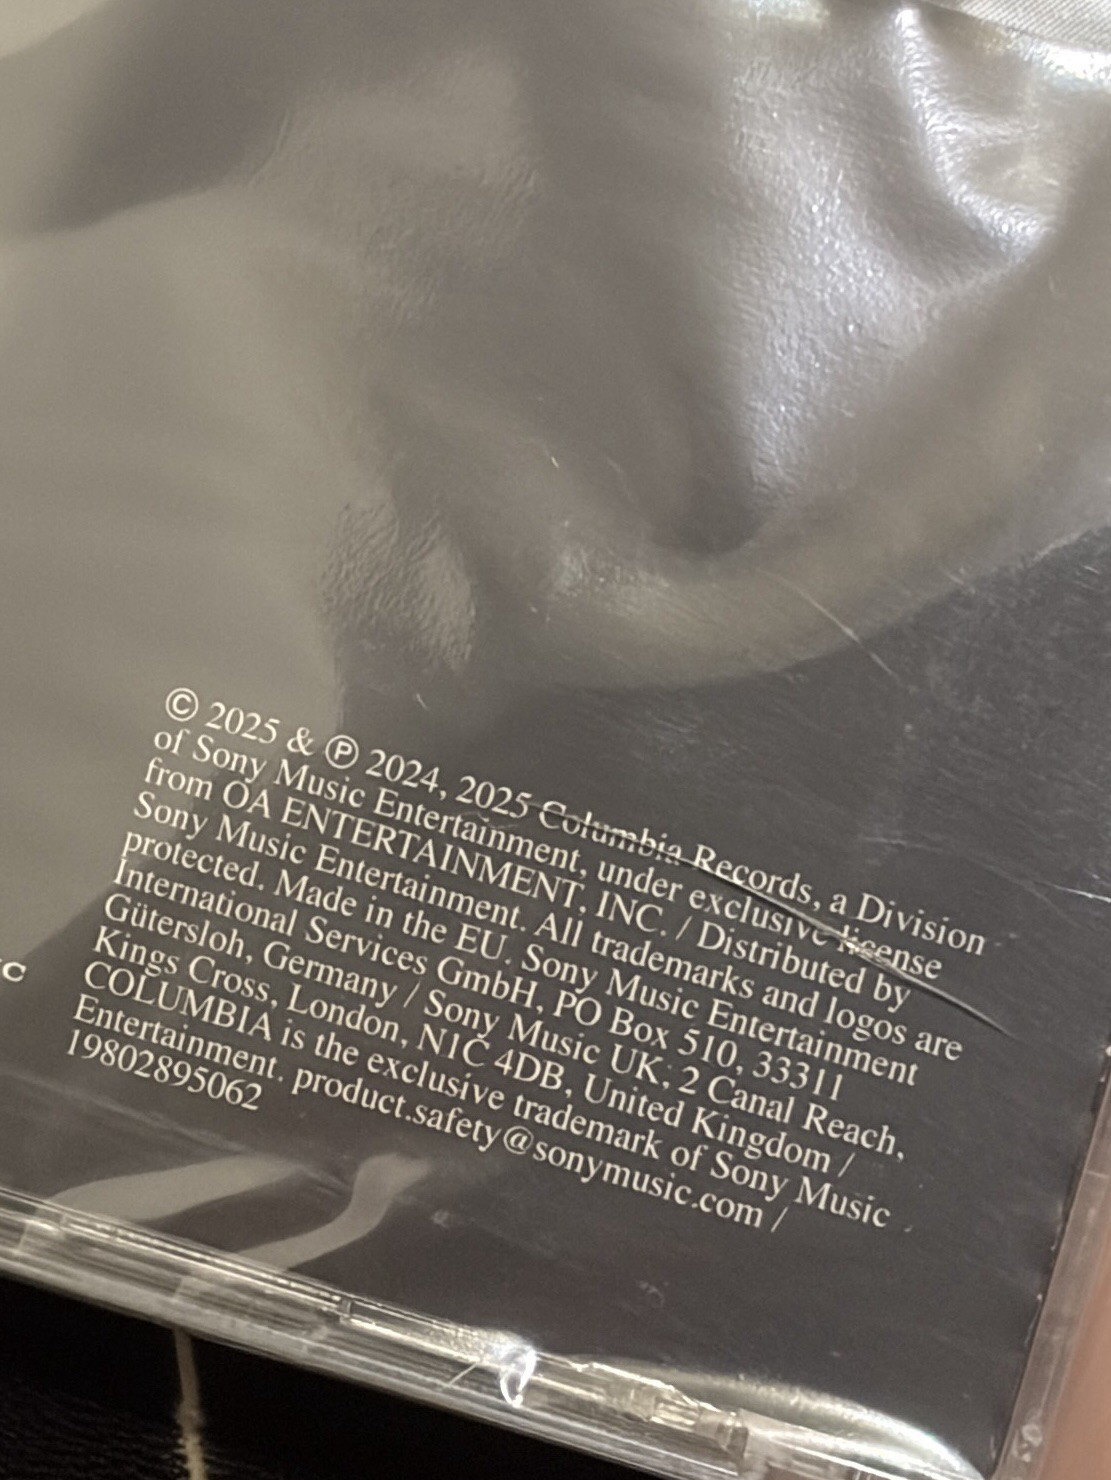 © 2025 & ℗ 2024, 2025 Columbia Records, a Division
of Sony Music Entertainment, under exclusive license
from OA ENTERTAINMENT, INC. / Distributed by
Sony Music Entertainment. All trademarks and logos are
protected. Made in the EU. Sony Music Entertainment
International Services GmbH, PO Box 510, 33311
Gütersloh, Germany / Sony Music UK, 2 Canal Reach,
Kings Cross, London, N1C 4DB, United Kingdom /
COLUMBIA is the exclusive trademark of Sony Music
Entertainment. product.safety@sonymusic.com /
19802895062